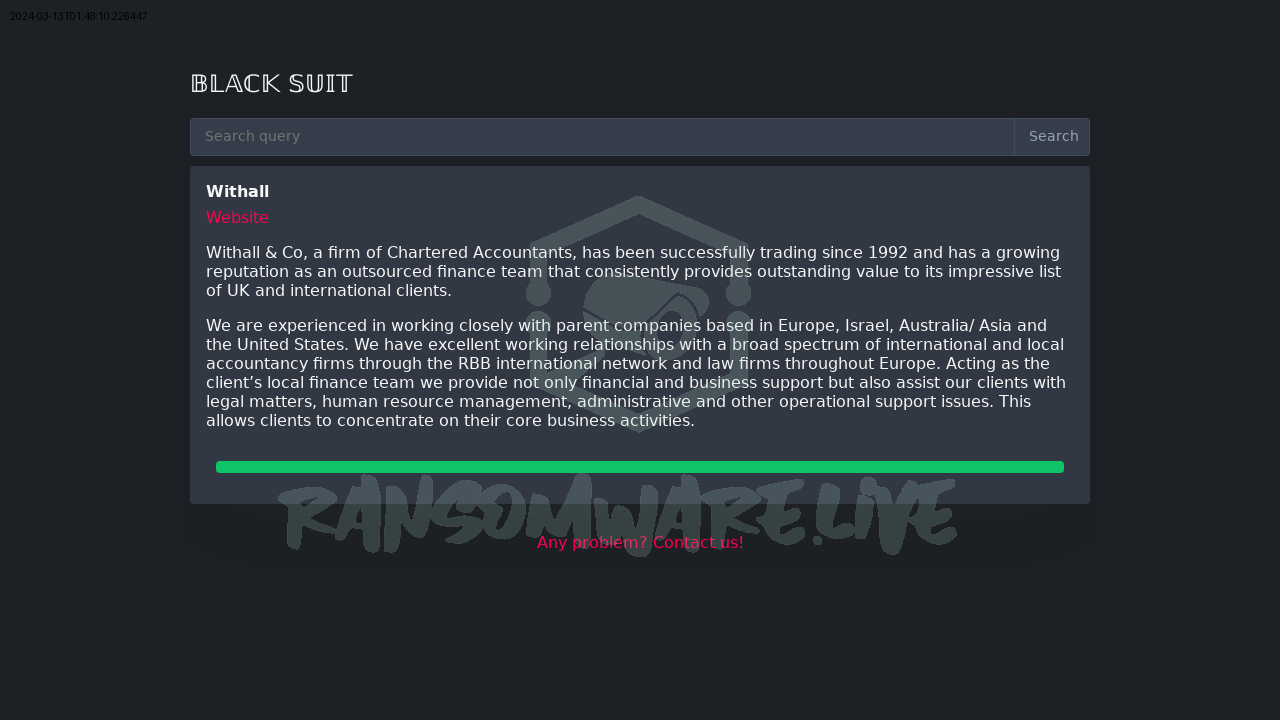 2024-03-13T01:48:10.226447
𝔹𝕃𝔸ℂ𝕂 𝕊𝕌𝕀𝕋
Search query
Search
Withall
Website
Withall & Co, a firm of Chartered Accountants, has been successfully trading since 1992 and has a growing
reputation as an outsourced finance team that consistently provides outstanding value to its impressive list
of UK and international clients.
We are experienced in working closely with parent companies based in Europe, Israel, Australia/ Asia and
the United States. We have excellent working relationships with a broad spectrum of international and local
accountancy firms through the RBB international network and law firms throughout Europe. Acting as the
client’s local finance team we provide not only financial and business support but also assist our clients with
legal matters, human resource management, administrative and other operational support issues. This
allows clients to concentrate on their core business activities.
RANSOMWARE.LIVE
Any problem? Contact us!